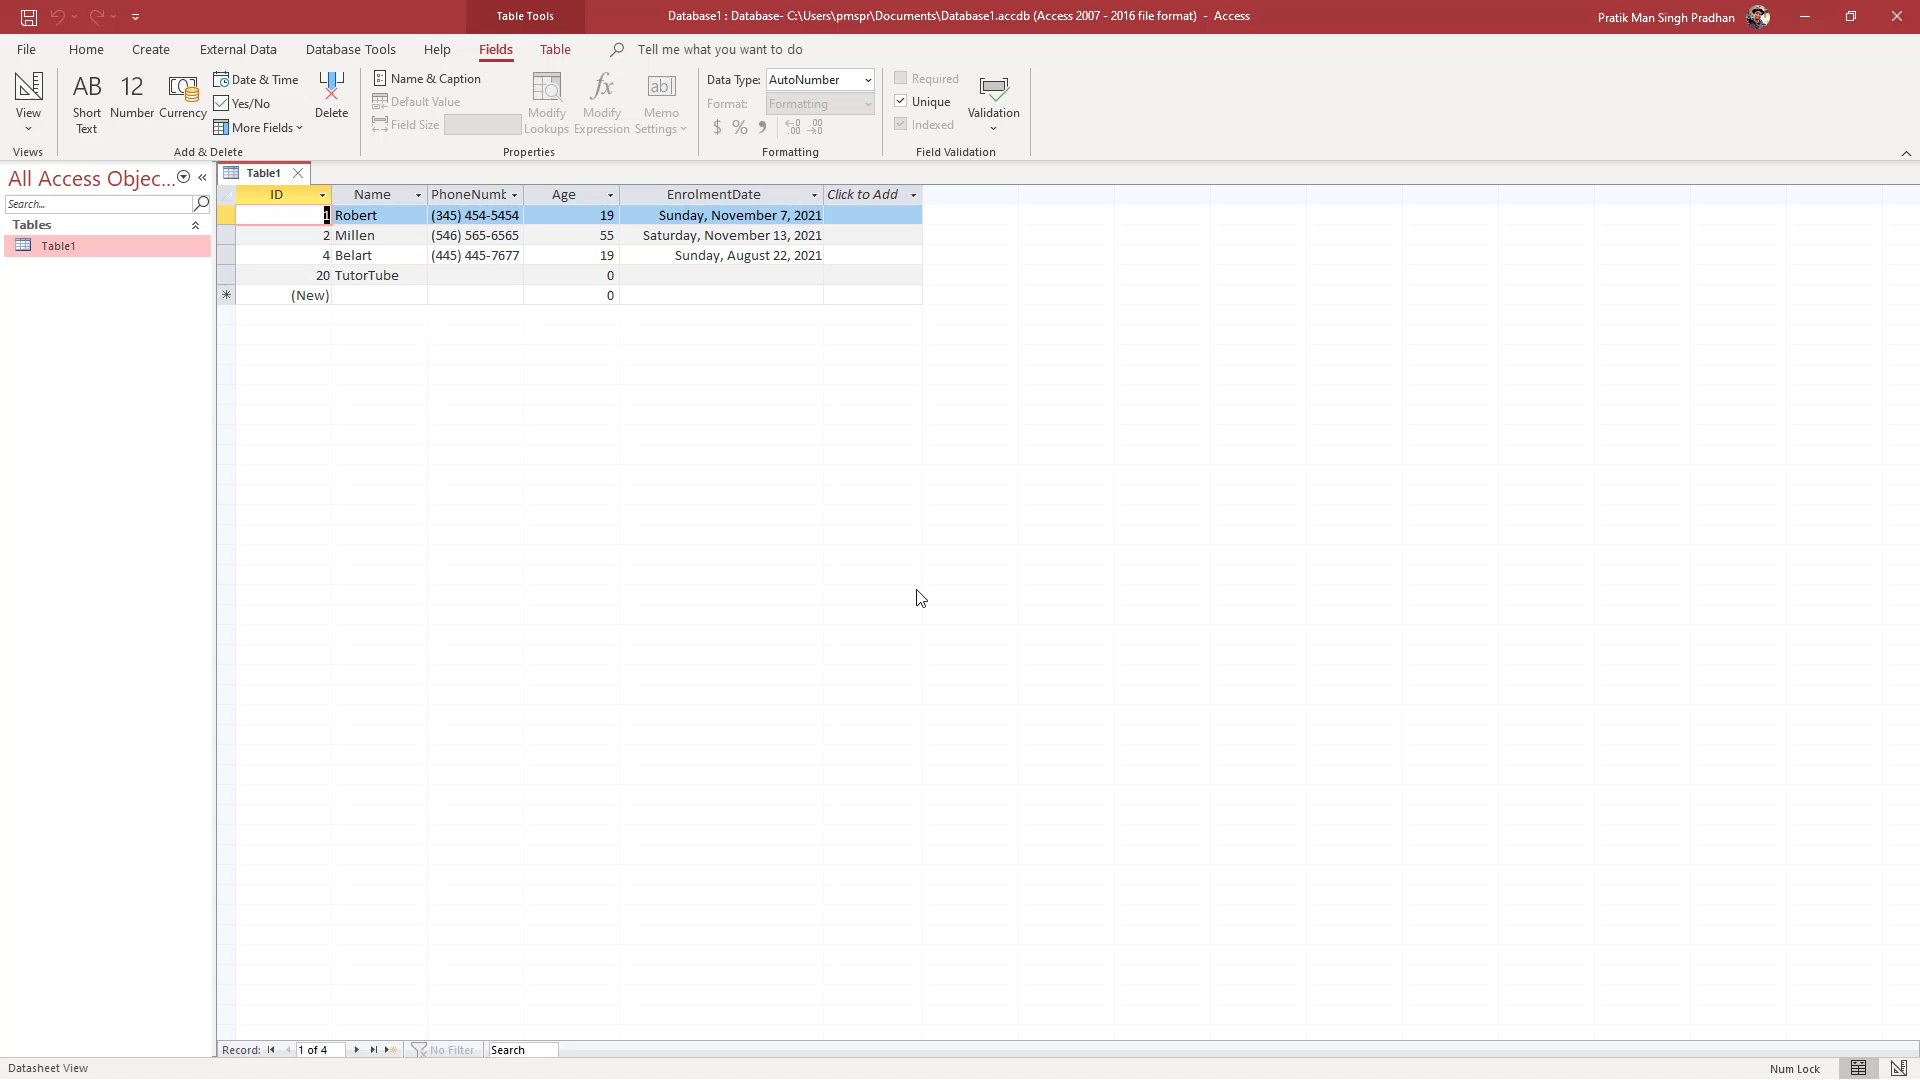 Table Tools
Database1 : Database- C:\Users\pmspr\Documents\Database1.accdb (Access 2007 - 2016 file format) - Access
Pratik Man Singh Pradhan
File Home Create External Data Database Tools Help Fields Table Tell me what you want to do
View
Views
AB Short Text
12 Number
Currency
Date & Time
Yes/No
More Fields
Delete
Add & Delete
Name & Caption
Default Value
Field Size
Modify Lookups
fx Modify Expression
ab| Memo Settings
Properties
Data Type: AutoNumber
Format: Formatting
$ % , .00 .00
Formatting
Required
Unique
Indexed
Validation
Field Validation
All Access Objec...
Search...
Tables
Table1
Table1
ID Name PhoneNumb Age EnrolmentDate Click to Add
1 Robert (345) 454-5454 19 Sunday, November 7, 2021
2 Millen (546) 565-6565 55 Saturday, November 13, 2021
4 Belart (445) 445-7677 19 Sunday, August 22, 2021
20 TutorTube 0
* (New) 0
Record: 1 of 4 No Filter Search
Datasheet View
Num Lock